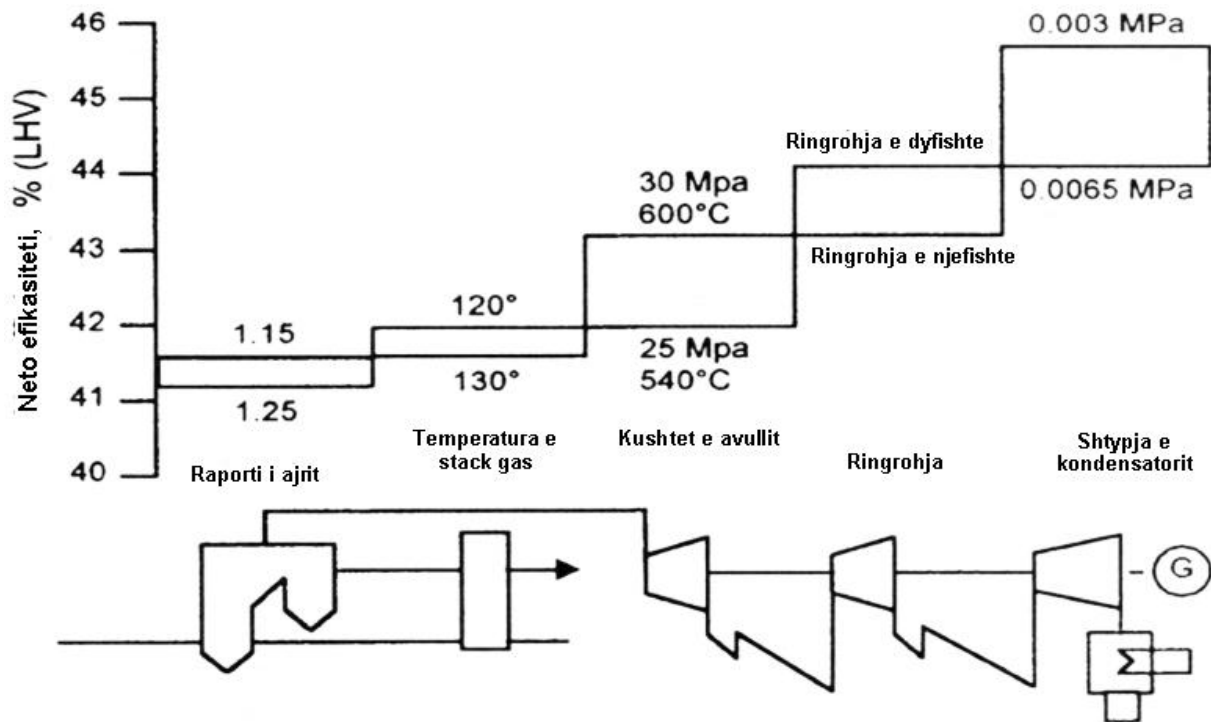 Neto efikasiteti, % (LHV)
46
45
44
43
42
41
40
1.15
1.25
120°
130°
30 Mpa
600°C
25 Mpa
540°C
Ringrohja e dyfishte
Ringrohja e njefishte
0.003 MPa
0.0065 MPa
Raporti i ajrit
Temperatura e
stack gas
Kushtet e avullit
Ringrohja
Shtypja e
kondensatorit
G